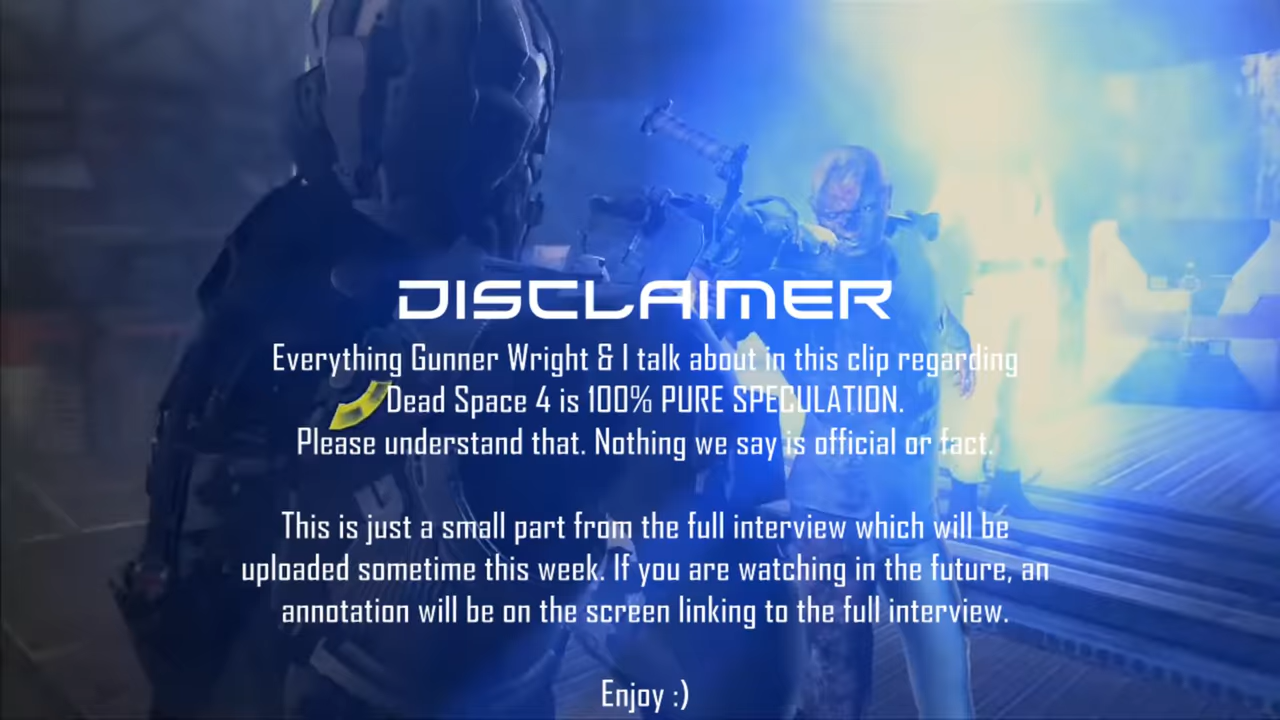 DISCLAIMER
Everything Gunner Wright & I talk about in this clip regarding
Dead Space 4 is 100% PURE SPECULATION.
Please understand that. Nothing we say is official or fact.
This is just a small part from the full interview which will be
uploaded sometime this week. If you are watching in the future, an
annotation will be on the screen linking to the full interview.
Enjoy :)